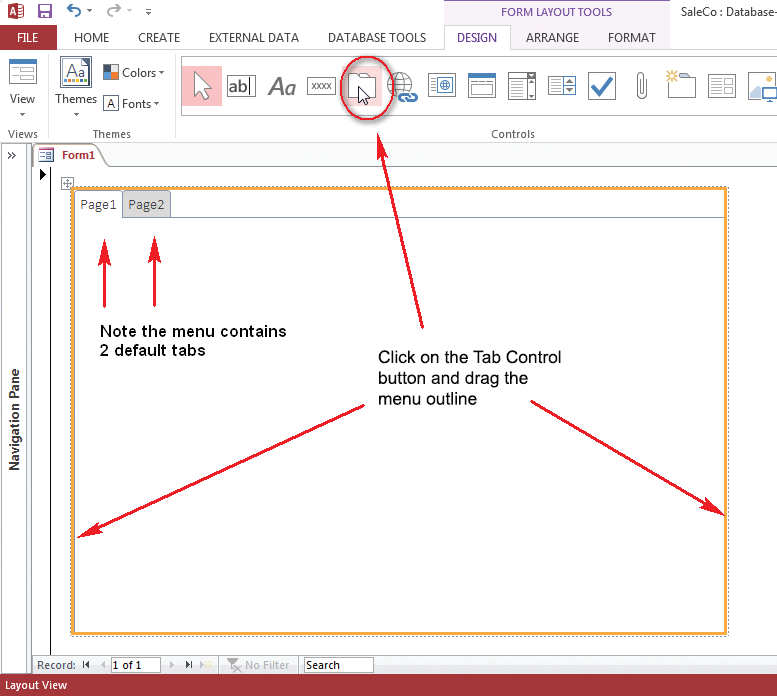 FORM LAYOUT TOOLS
SaleCo : Database-
FILE HOME CREATE EXTERNAL DATA DATABASE TOOLS DESIGN ARRANGE FORMAT
View
Views
Aa
Themes
Colors
A Fonts
Themes
ab
Aa
xxxx
Controls
Form1
Page1 Page2
Note the menu contains
2 default tabs
Click on the Tab Control
button and drag the
menu outline
Navigation Pane
Record: 1 of 1 No Filter Search
Layout View